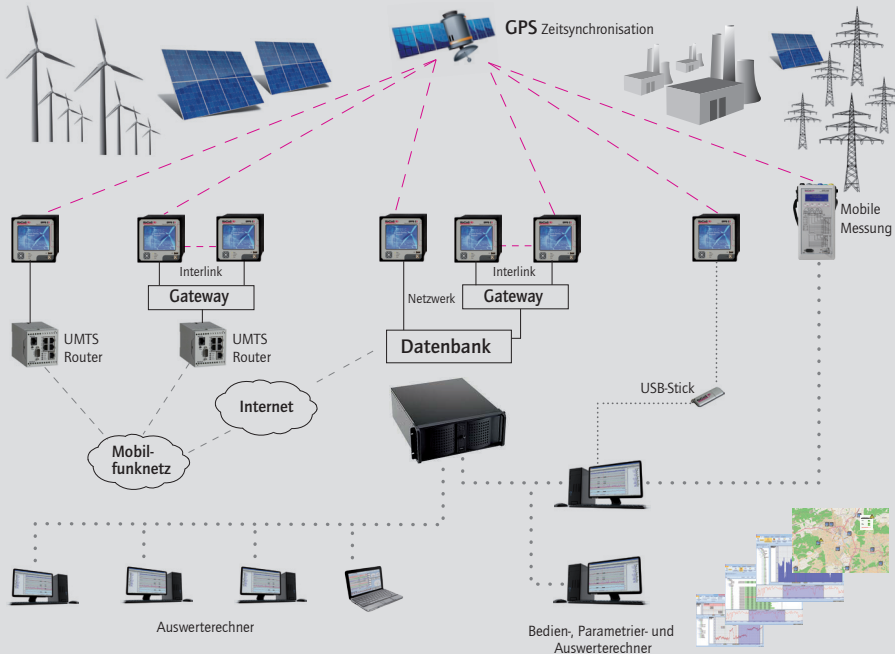 GPS Zeitsynchronisation
Mobile
Messung
Interlink
Gateway
Interlink
Gateway
Netzwerk
Datenbank
UMTS
Router
UMTS
Router
Internet
Mobil-
funknetz
USB-Stick
Auswerterechner
Bedien-, Parametrier- und
Auswerterechner